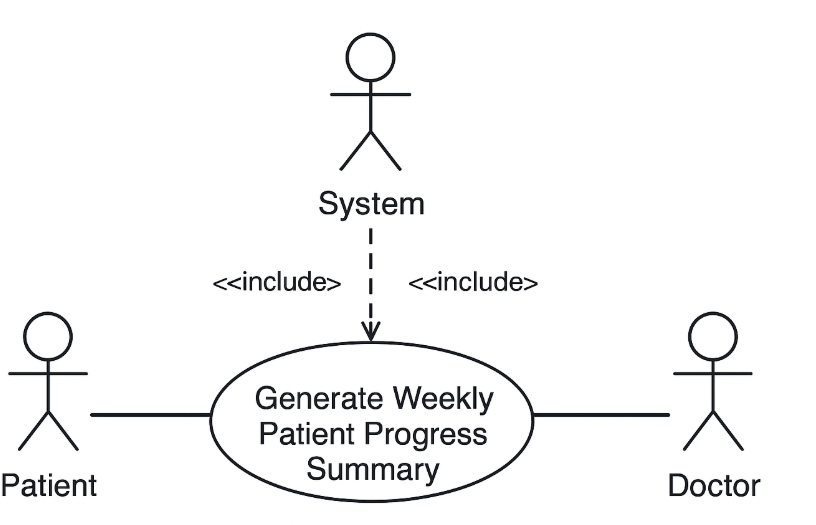 System
<<include> <<include>
Generate Weekly
Patient Progress
Summary
Patient
Doctor